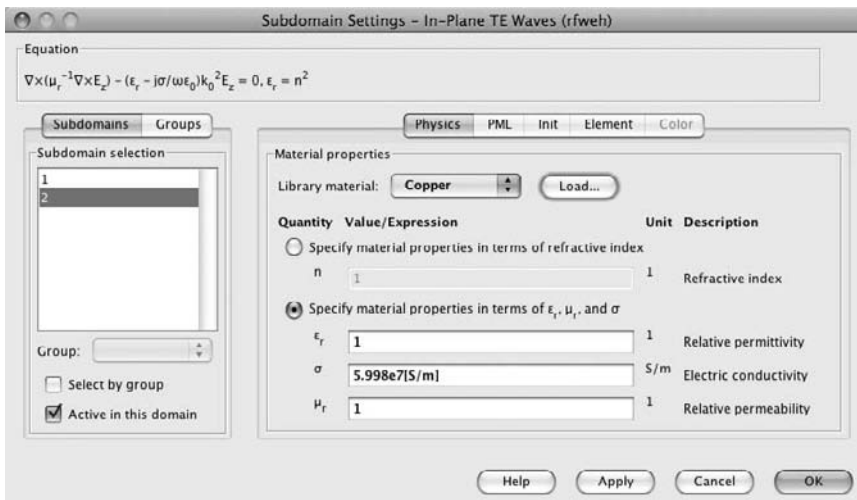 Subdomain Settings – In-Plane TE Waves (rfweh)
Equation
∇×(μᵣ⁻¹∇×E_z) – (εᵣ – jσ/ωε₀)k₀²E_z = 0, εᵣ = n²
Subdomains Groups
Subdomain selection
1
2
Group:
Select by group
Active in this domain
Physics PML Init Element Color
Material properties
Library material: Copper Load...
Quantity Value/Expression Unit Description
Specify material properties in terms of refractive index
n 1 1 Refractive index
Specify material properties in terms of εᵣ, μᵣ, and σ
εᵣ 1 1 Relative permittivity
σ 5.998e7[S/m] S/m Electric conductivity
μᵣ 1 1 Relative permeability
Help Apply Cancel OK